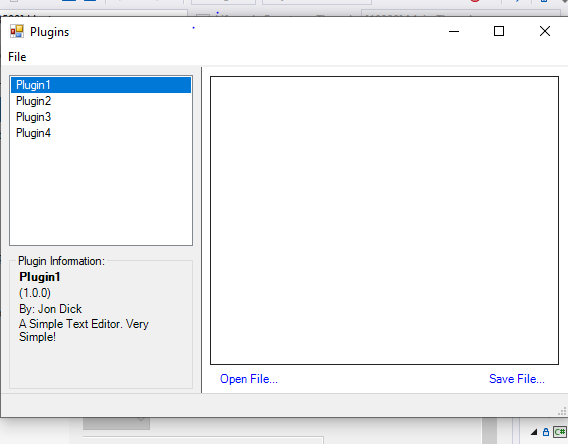 Plugins
File
Plugin1
Plugin2
Plugin3
Plugin4
Plugin Information:
Plugin1
(1.0.0)
By: Jon Dick
A Simple Text Editor. Very
Simple!
Open File...
Save File...
C#